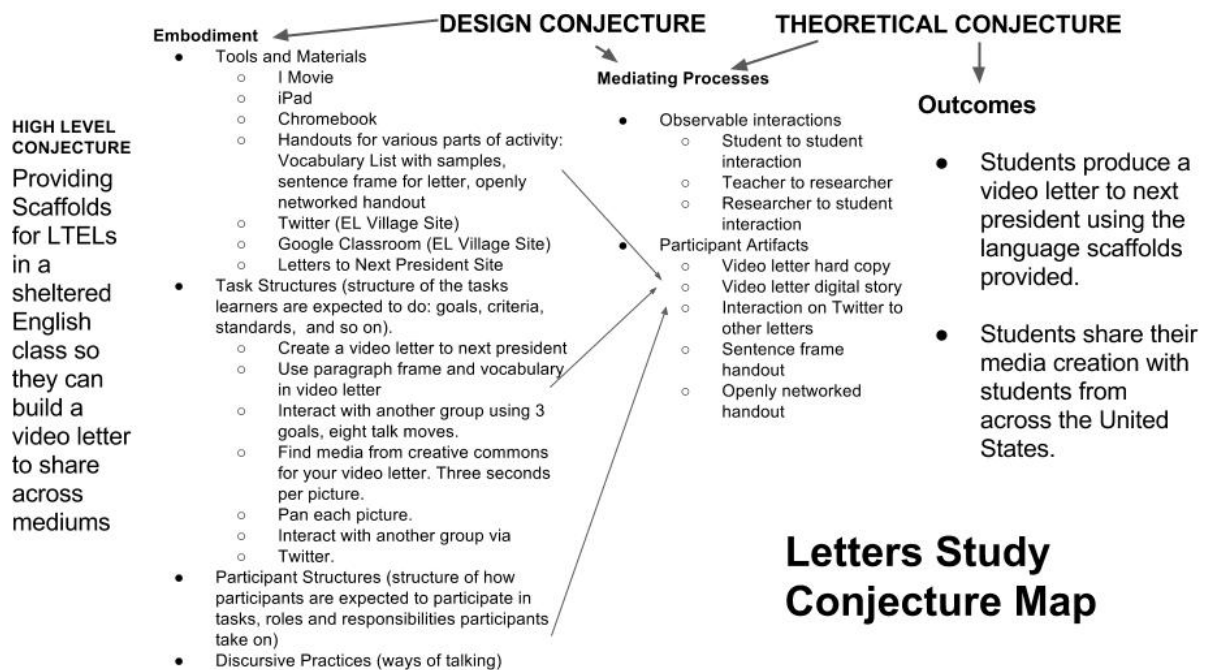 DESIGN CONJECTURE
THEORETICAL CONJECTURE
HIGH LEVEL
CONJECTURE
Providing
Scaffolds
for LTELs
in a
sheltered
English
class so
they can
build a
video letter
to share
across
mediums
Embodiment
● Tools and Materials
○ I Movie
○ iPad
○ Chromebook
○ Handouts for various parts of activity:
Vocabulary List with samples,
sentence frame for letter, openly
networked handout
○ Twitter (EL Village Site)
○ Google Classroom (EL Village Site)
○ Letters to Next President Site
● Task Structures (structure of the tasks
learners are expected to do: goals, criteria,
standards, and so on).
○ Create a video letter to next president
○ Use paragraph frame and vocabulary
in video letter
○ Interact with another group using 3
goals, eight talk moves.
○ Find media from creative commons
for your video letter. Three seconds
per picture.
○ Pan each picture.
○ Interact with another group via
○ Twitter.
● Participant Structures (structure of how
participants are expected to participate in
tasks, roles and responsibilities participants
take on)
● Discursive Practices (ways of talking)
Mediating Processes
● Observable interactions
○ Student to student
interaction
○ Teacher to researcher
○ Researcher to student
interaction
● Participant Artifacts
○ Video letter hard copy
○ Video letter digital story
○ Interaction on Twitter to
other letters
○ Sentence frame
handout
○ Openly networked
handout
Outcomes
● Students produce a
video letter to next
president using the
language scaffolds
provided.
● Students share their
media creation with
students from
across the United
States.
Letters Study
Conjecture Map